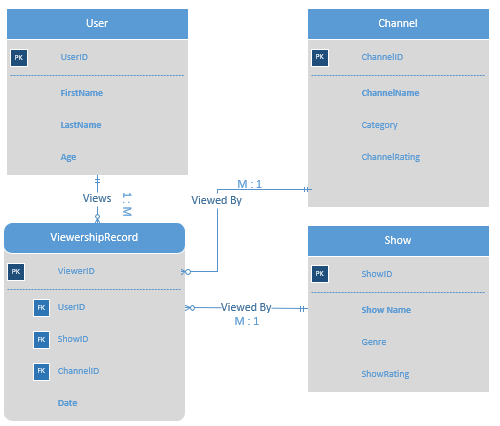 User
PK UserID
FirstName
LastName
Age
Channel
PK ChannelID
ChannelName
Category
ChannelRating
Views
1 : M
M : 1
Viewed By
ViewershipRecord
PK ViewerID
FK UserID
FK ShowID
FK ChannelID
Date
Viewed By
M : 1
Show
PK ShowID
Show Name
Genre
ShowRating